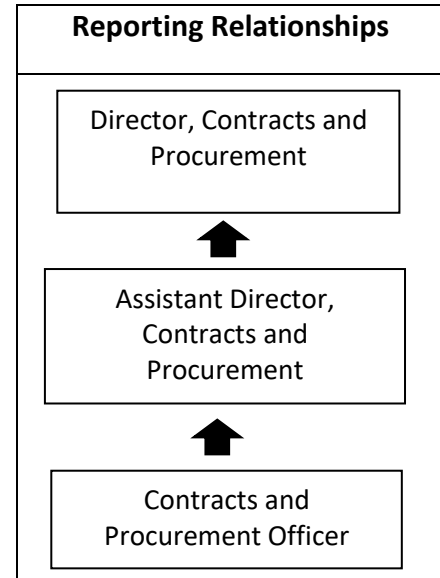 Reporting Relationships
Director, Contracts and
Procurement
Assistant Director,
Contracts and
Procurement
Contracts and
Procurement Officer